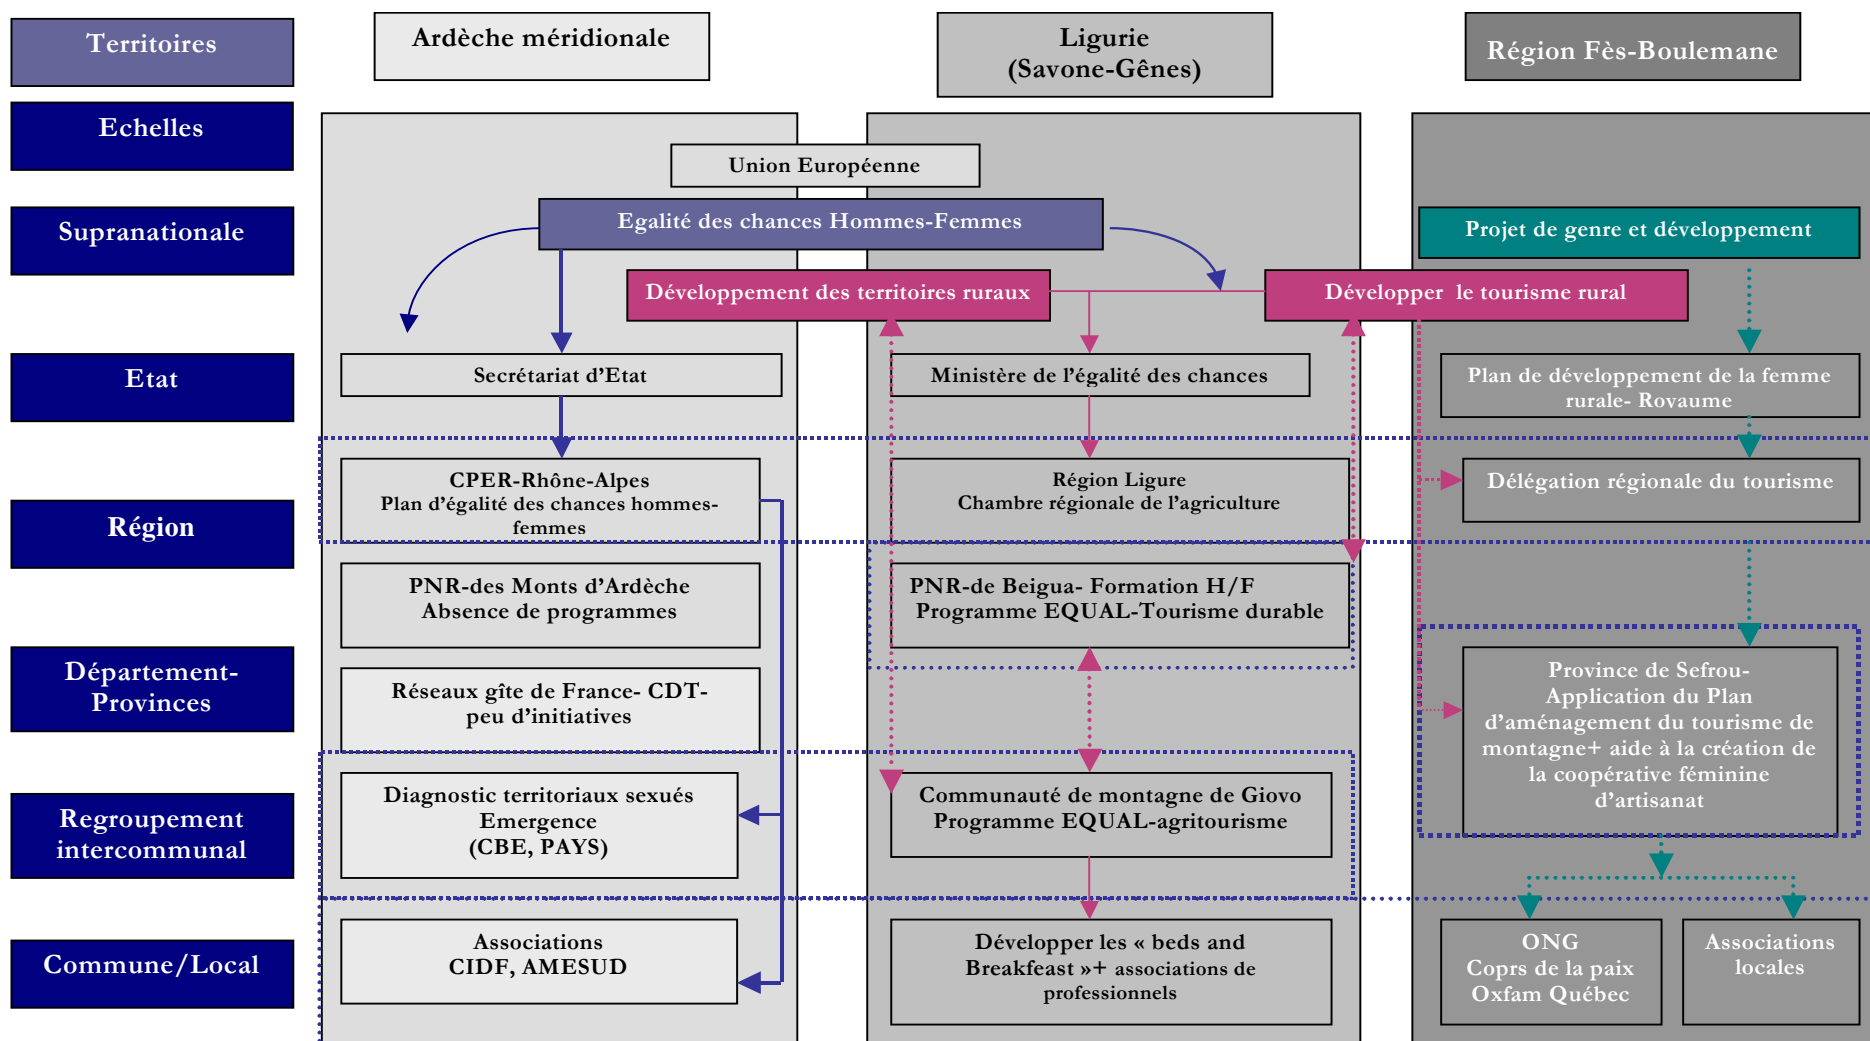 Territoires
Ardèche méridionale
Ligurie
(Savone-Gênes)
Région Fès-Boulemane
Echelles
Union Européenne
Supranationale
Egalité des chances Hommes-Femmes
Projet de genre et développement
Développement des territoires ruraux
Développer le tourisme rural
Etat
Secrétariat d'Etat
Ministère de l'égalité des chances
Plan de développement de la femme
rurale- Royaume
Région
CPER-Rhône-Alpes
Plan d'égalité des chances hommes-
femmes
Région Ligure
Chambre régionale de l'agriculture
Délégation régionale du tourisme
PNR-des Monts d'Ardèche
Absence de programmes
PNR-de Beigua- Formation H/F
Programme EQUAL-Tourisme durable
Département-
Provinces
Réseaux gîte de France- CDT-
peu d'initiatives
Province de Sefrou-
Application du Plan
d'aménagement du tourisme de
montagne+ aide à la création de
la coopérative féminine
d'artisanat
Regroupement
intercommunal
Diagnostic territoriaux sexués
Emergence
(CBE, PAYS)
Communauté de montagne de Giovo
Programme EQUAL-agritourisme
Commune/Local
Associations
CIDF, AMESUD
Développer les « beds and
Breakfeast »+ associations de
professionnels
ONG
Coprs de la paix
Oxfam Québec
Associations
locales